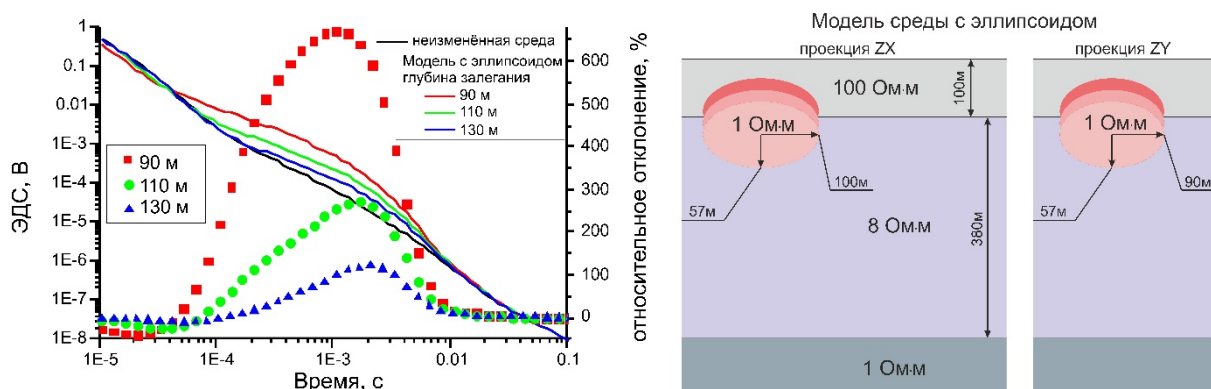 1
0.1
0.01
1E-3
1E-4
1E-5
1E-6
1E-7
1E-8
ЭДС, В
неизменённая среда
Модель с эллипсоидом
глубина залегания
90 м
110 м
130 м
90 м
110 м
130 м
600
500
400
300
200
100
0
относительное отклонение, %
1E-5
1E-4
1E-3
0.01
0.1
Время, с
Модель среды с эллипсоидом
проекция ZX
проекция ZY
100 Ом·м
100м
1 Ом·м
1 Ом·м
100м
90м
57м
57м
8 Ом·м
380м
1 Ом·м